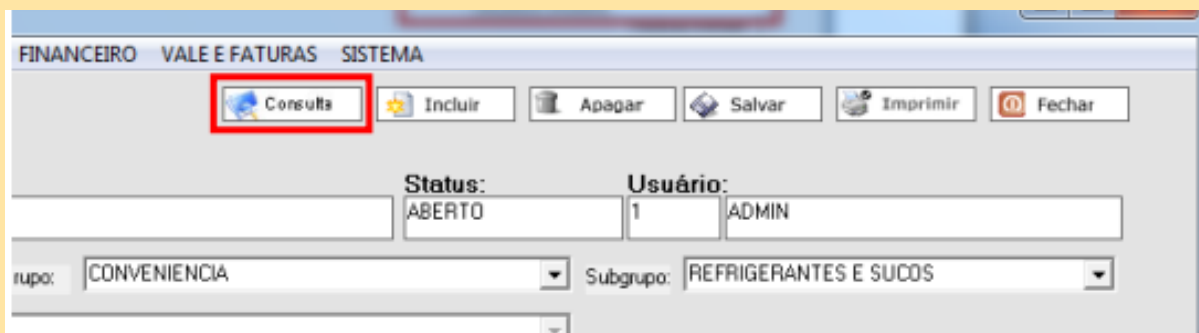 FINANCEIRO VALE E FATURAS SISTEMA
Consulta Incluir Apagar Salvar Imprimir Fechar
Status: Usuário:
ABERTO 1 ADMIN
rupo: CONVENIENCIA Subgrupo: REFRIGERANTES E SUCOS